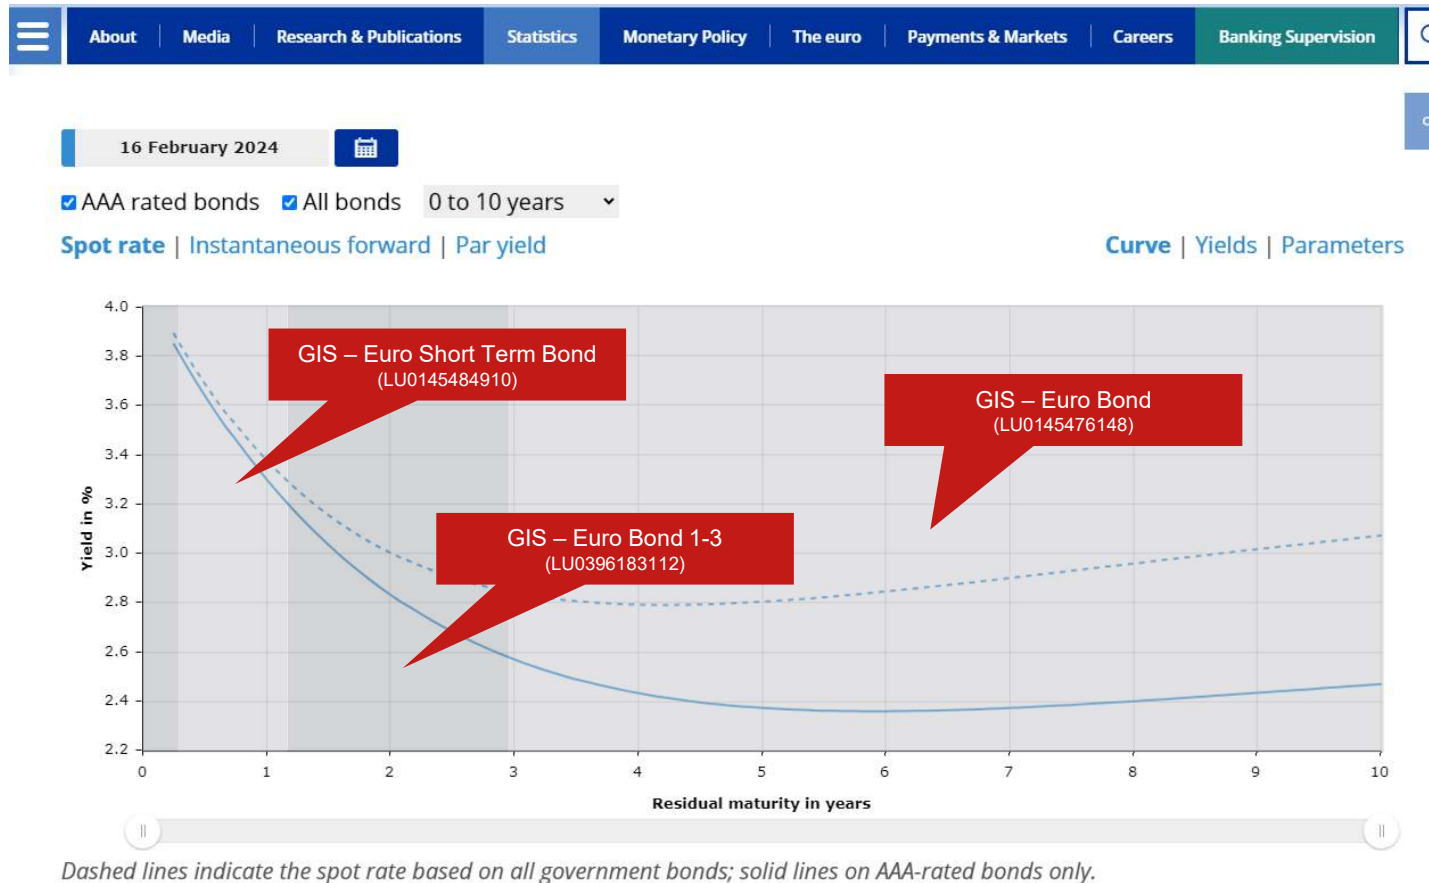 About Media Research & Publications Statistics Monetary Policy The euro Payments & Markets Careers Banking Supervision
16 February 2024
AAA rated bonds All bonds 0 to 10 years
Spot rate | Instantaneous forward | Par yield Curve | Yields | Parameters
4.0
3.8
3.6
3.4
3.2
3.0
2.8
2.6
2.4
2.2
Yield in %
GIS – Euro Short Term Bond
(LU0145484910)
GIS – Euro Bond
(LU0145476148)
GIS – Euro Bond 1-3
(LU0396183112)
0 1 2 3 4 5 6 7 8 9 10
Residual maturity in years
Dashed lines indicate the spot rate based on all government bonds; solid lines on AAA-rated bonds only.